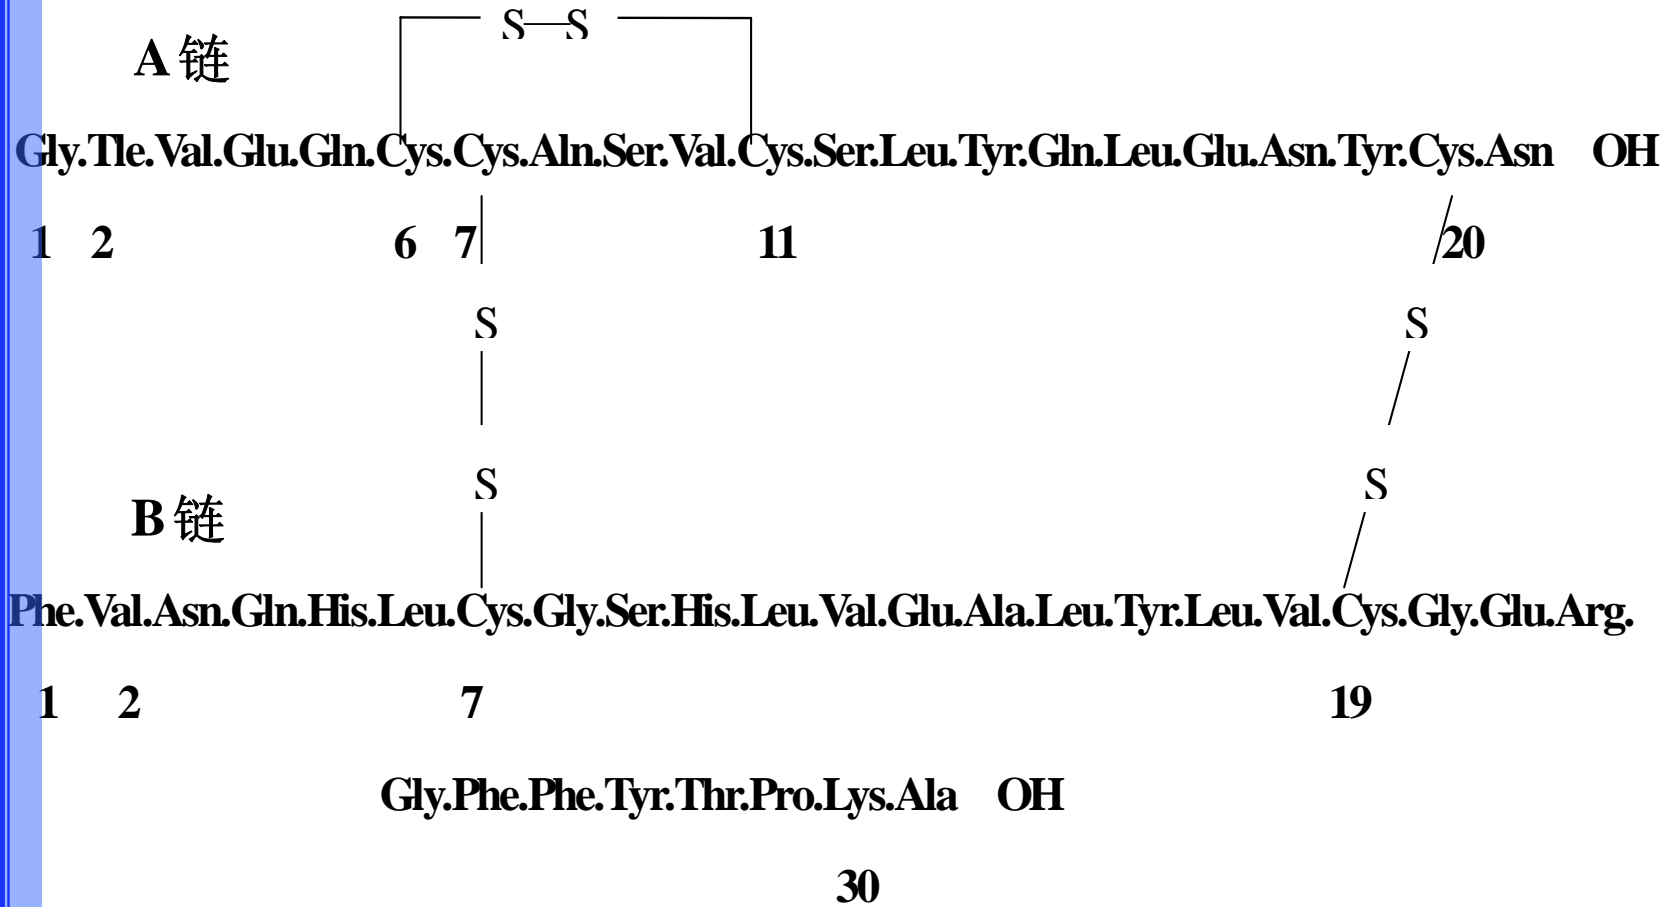 S—S
A 链
Gly.Tle.Val.Glu.Gln.Cys.Cys.Aln.Ser.Val.Cys.Ser.Leu.Tyr.Gln.Leu.Glu.Asn.Tyr.Cys.Asn OH
1 2 6 7 11 20
S S
S S
B 链
Phe.Val.Asn.Gln.His.Leu.Cys.Gly.Ser.His.Leu.Val.Glu.Ala.Leu.Tyr.Leu.Val.Cys.Gly.Glu.Arg.
1 2 7 19
Gly.Phe.Phe.Tyr.Thr.Pro.Lys.Ala OH
30